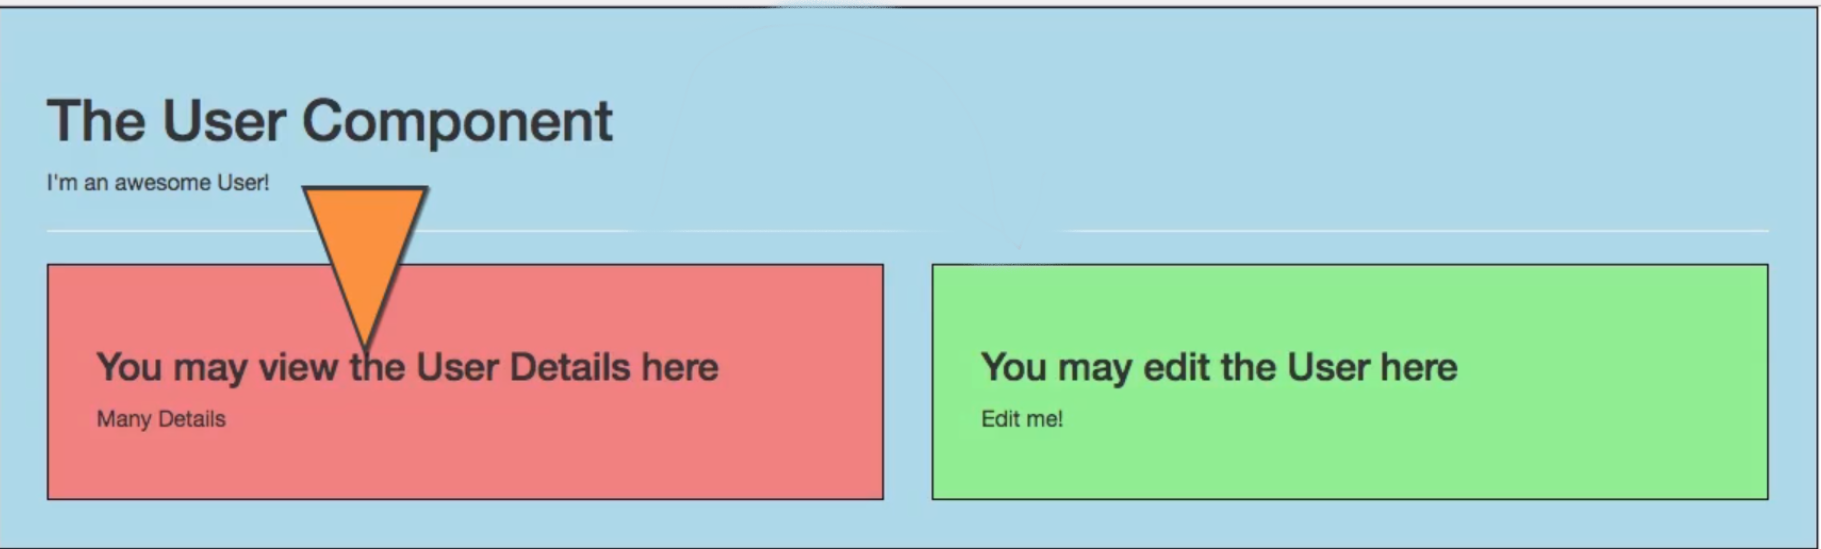 The User Component
I'm an awesome User!
You may view the User Details here
Many Details
You may edit the User here
Edit me!